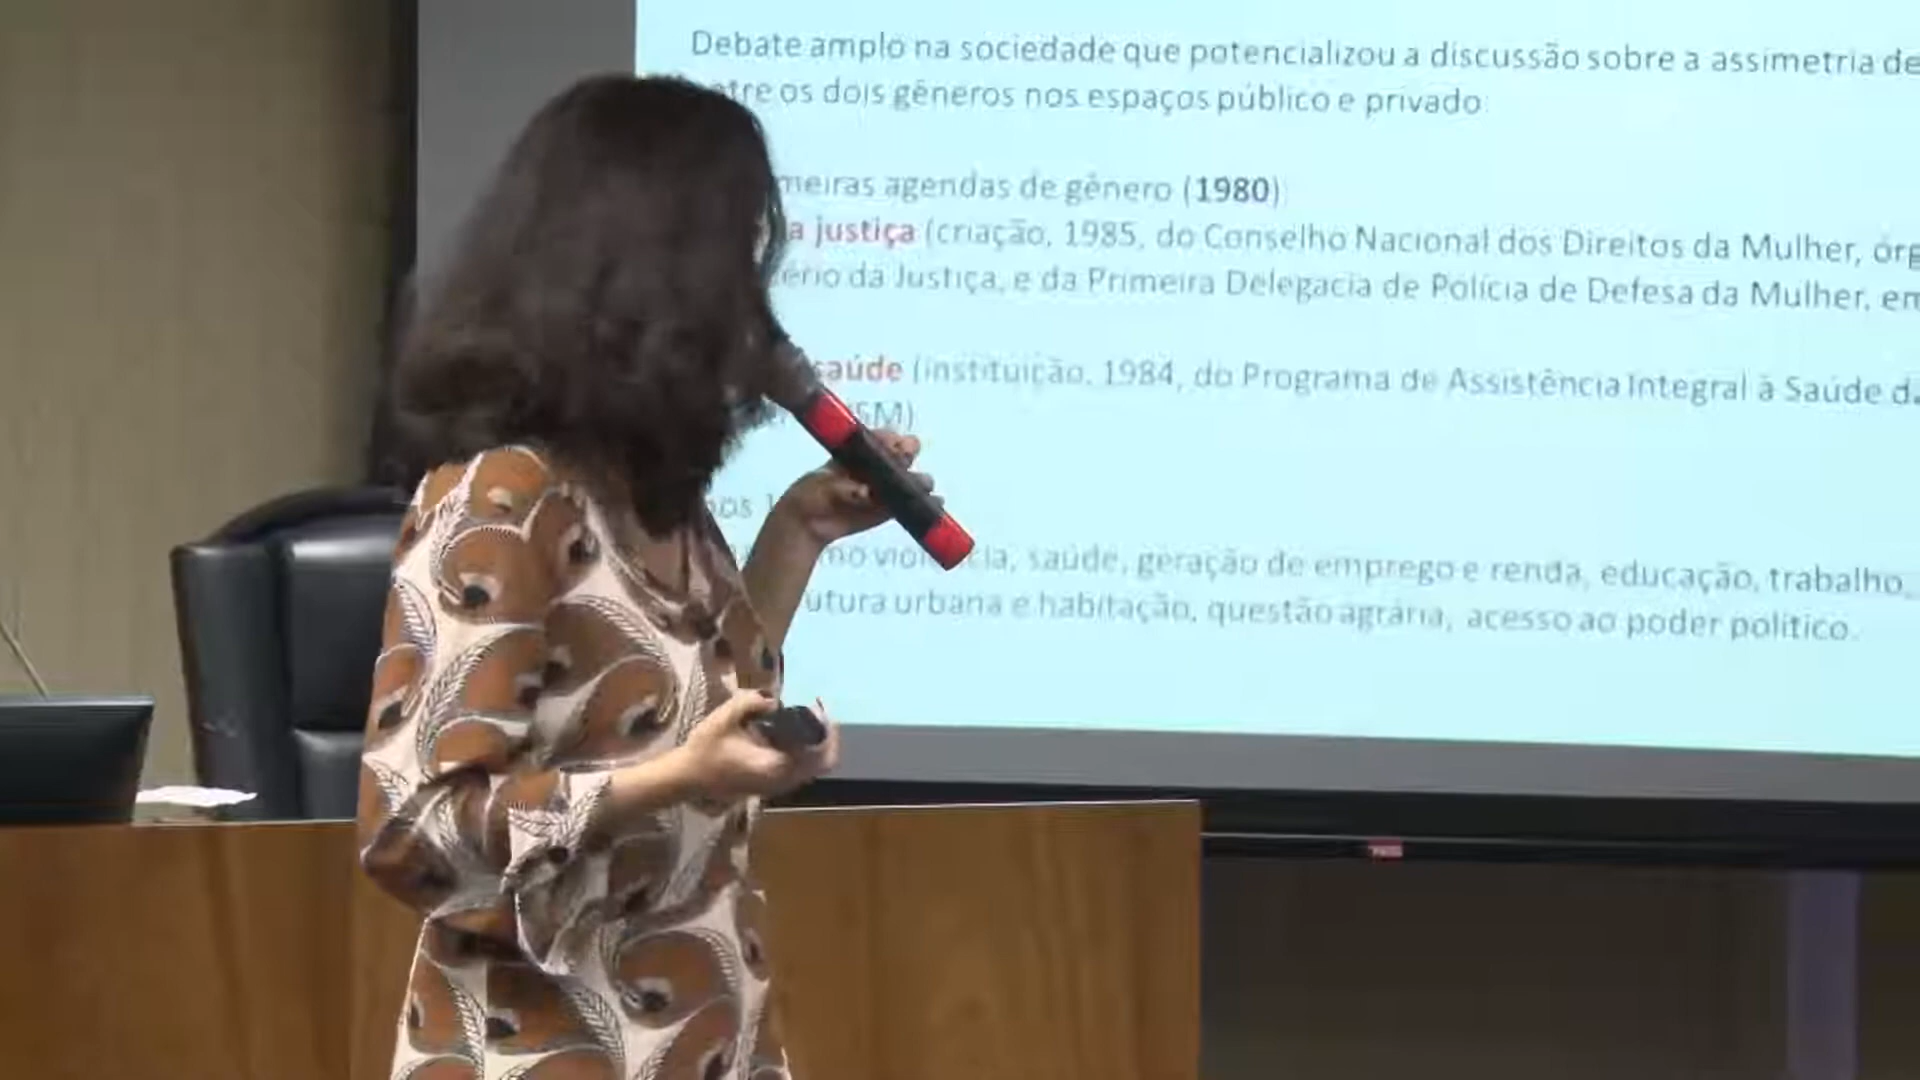 Debate amplo na sociedade que potencializou a discussão sobre a assimetria de
os dois gêneros nos espaços público e privado
agendas de gênero (1980)
justiça (criação, 1985, do Conselho Nacional dos Direitos da Mulher,
da Justiça, e da Primeira Delegacia de Polícia de Defesa da Mulher,
saúde (instituição, 1984, do Programa de Assistência Integral à Saúde
saúde, geração de emprego e renda, educação, trabalho,
urbana e habitação, questão agrária, acesso ao poder político.